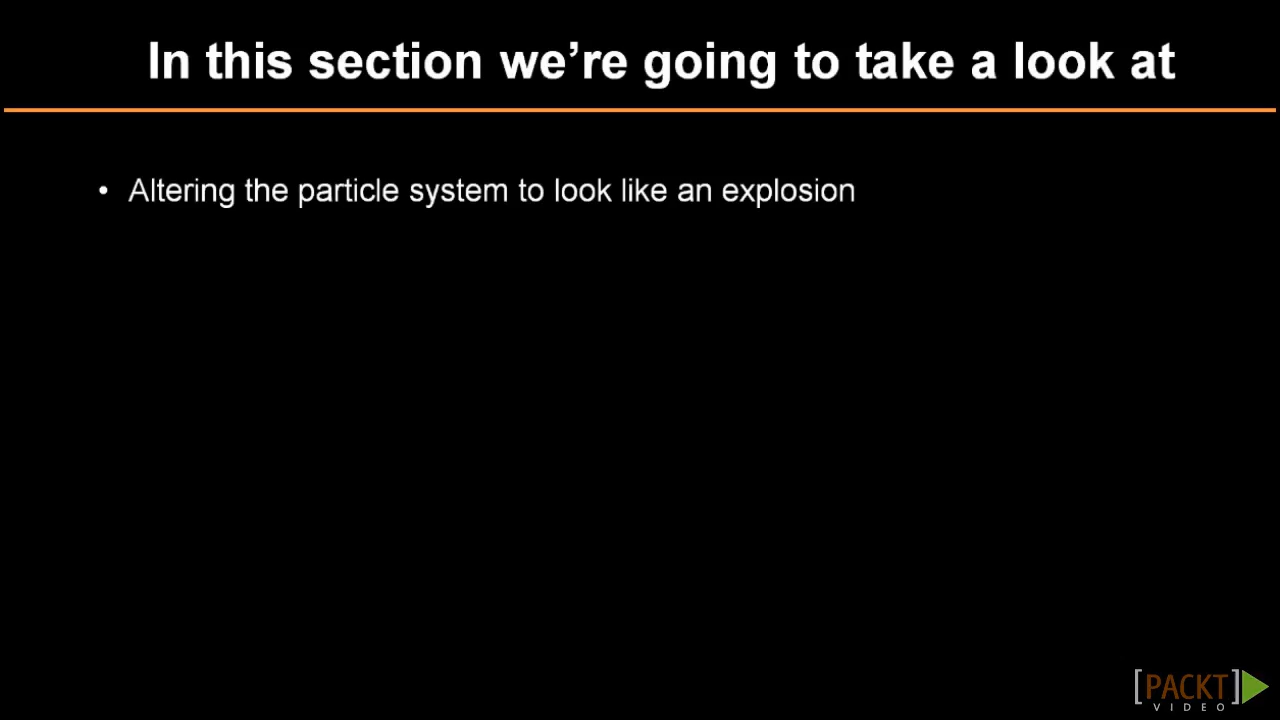 In this section we’re going to take a look at
• Altering the particle system to look like an explosion
[PACKT]
VIDEO